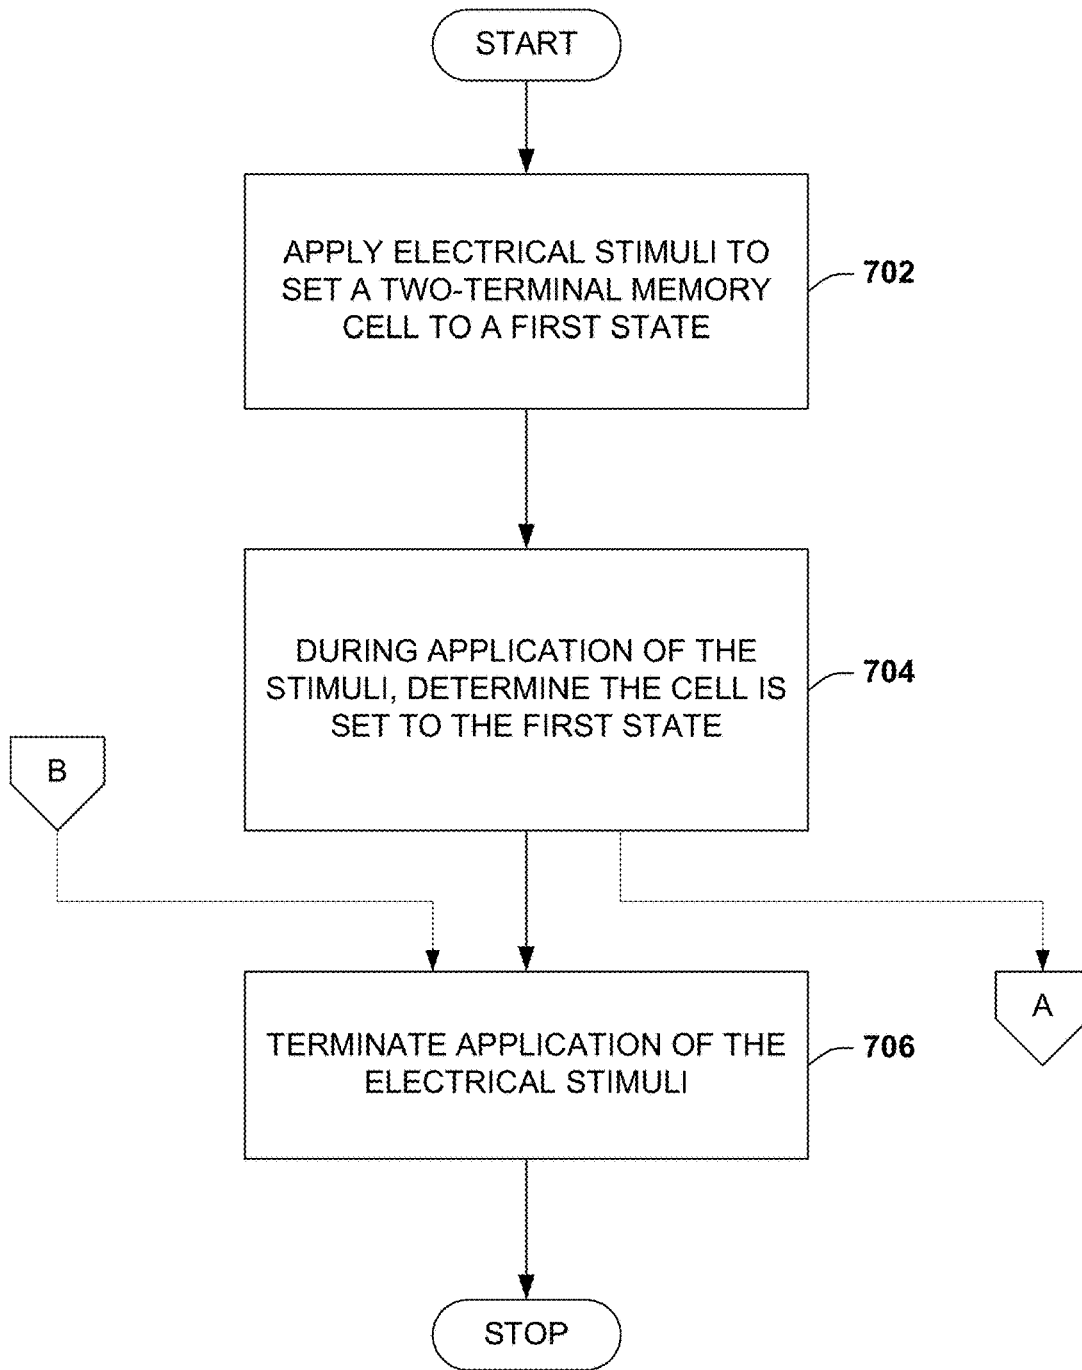 START
APPLY ELECTRICAL STIMULI TO
SET A TWO-TERMINAL MEMORY
CELL TO A FIRST STATE
702
DURING APPLICATION OF THE
STIMULI, DETERMINE THE CELL IS
SET TO THE FIRST STATE
704
B
A
TERMINATE APPLICATION OF THE
ELECTRICAL STIMULI
706
STOP